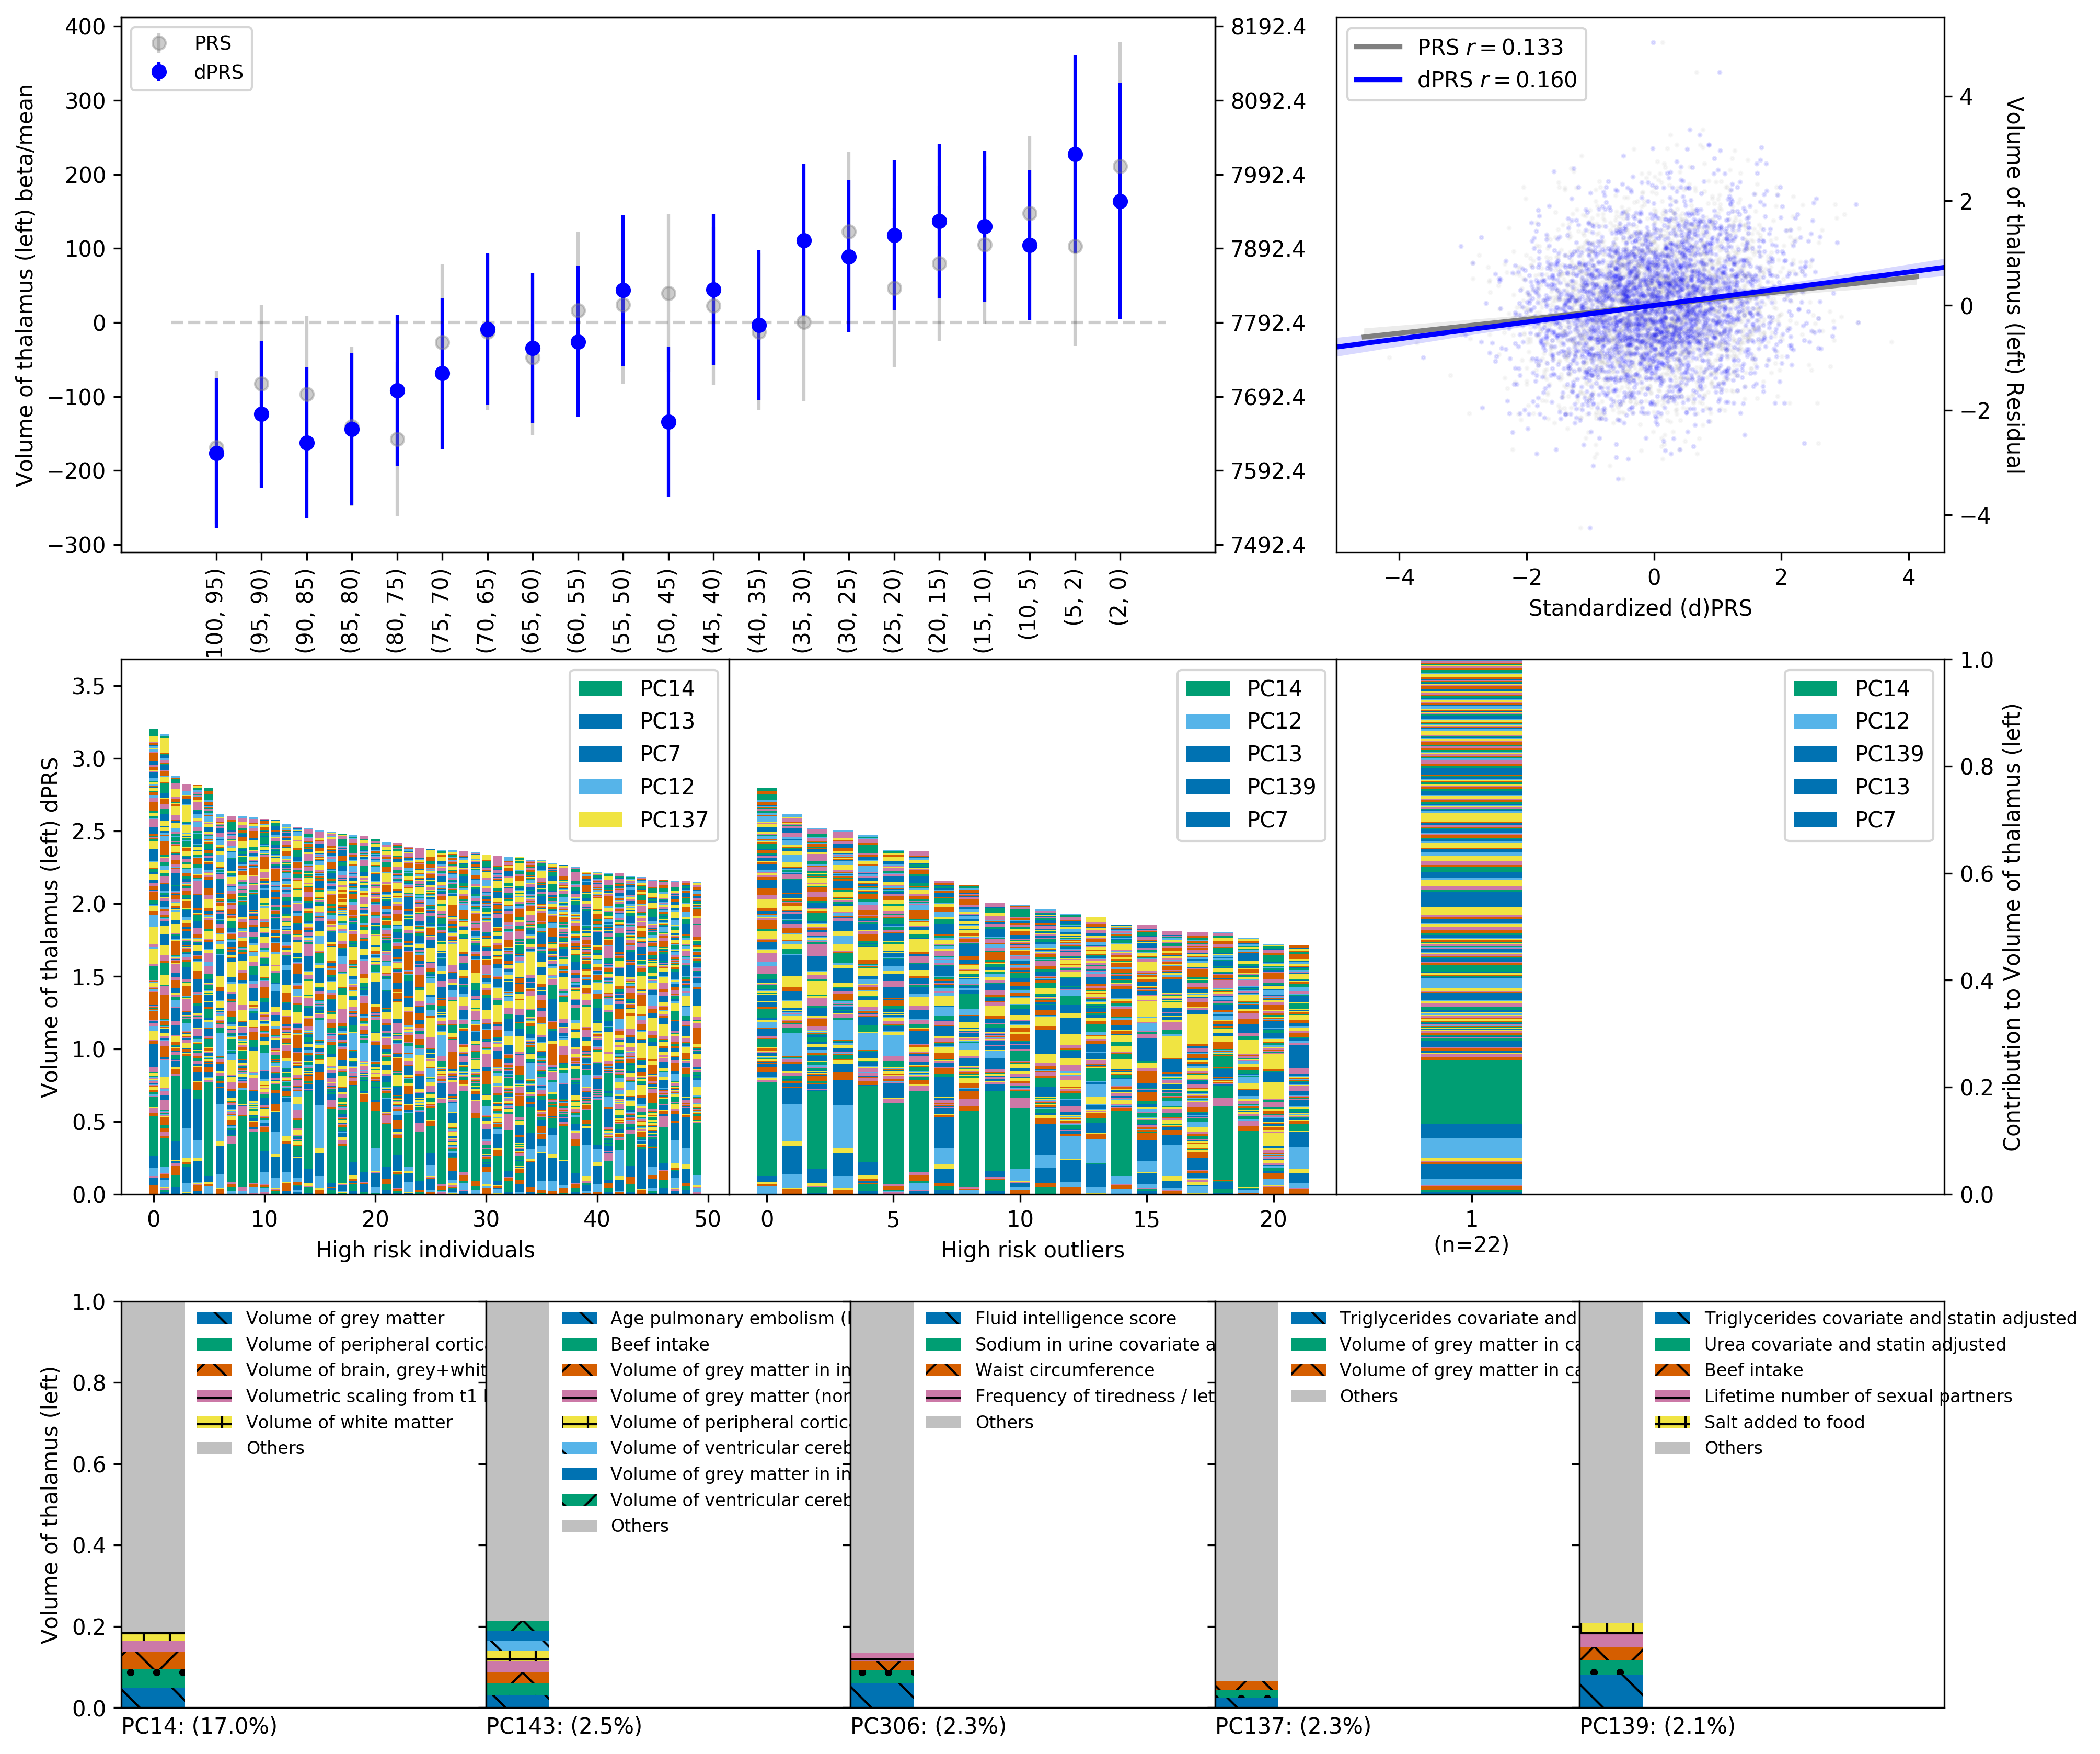 400
300
200
100
0
−100
−200
−300
Volume of thalamus (left) beta/mean
PRS
dPRS
8192.4
8092.4
7992.4
7892.4
7792.4
7692.4
7592.4
7492.4
100, 95)
(95, 90)
(90, 85)
(85, 80)
(80, 75)
(75, 70)
(70, 65)
(65, 60)
(60, 55)
(55, 50)
(50, 45)
(45, 40)
(40, 35)
(35, 30)
(30, 25)
(25, 20)
(20, 15)
(15, 10)
(10, 5)
(5, 2)
(2, 0)
PRS r = 0.133
dPRS r = 0.160
4
2
0
−2
−4
Volume of thalamus (left) Residual
−4 −2 0 2 4
Standardized (d)PRS
3.5
3.0
2.5
2.0
1.5
1.0
0.5
0.0
Volume of thalamus (left) dPRS
PC14
PC13
PC7
PC12
PC137
0 10 20 30 40 50
High risk individuals
PC14
PC12
PC13
PC139
PC7
0 5 10 15 20
High risk outliers
PC14
PC12
PC139
PC13
PC7
1
(n=22)
1.0
0.8
0.6
0.4
0.2
0.0
Contribution to Volume of thalamus (left)
1.0
0.8
0.6
0.4
0.2
0.0
Volume of thalamus (left)
Volume of grey matter
Volume of peripheral cortic
Volume of brain, grey+whit
Volumetric scaling from t1
Volume of white matter
Others
PC14: (17.0%)
Age pulmonary embolism (
Beef intake
Volume of grey matter in in
Volume of grey matter (nor
Volume of peripheral cortic
Volume of ventricular cereb
Volume of grey matter in in
Volume of ventricular cereb
Others
PC143: (2.5%)
Fluid intelligence score
Sodium in urine covariate a
Waist circumference
Frequency of tiredness / let
Others
PC306: (2.3%)
Triglycerides covariate and
Volume of grey matter in ca
Volume of grey matter in ca
Others
PC137: (2.3%)
Triglycerides covariate and statin adjusted
Urea covariate and statin adjusted
Beef intake
Lifetime number of sexual partners
Salt added to food
Others
PC139: (2.1%)